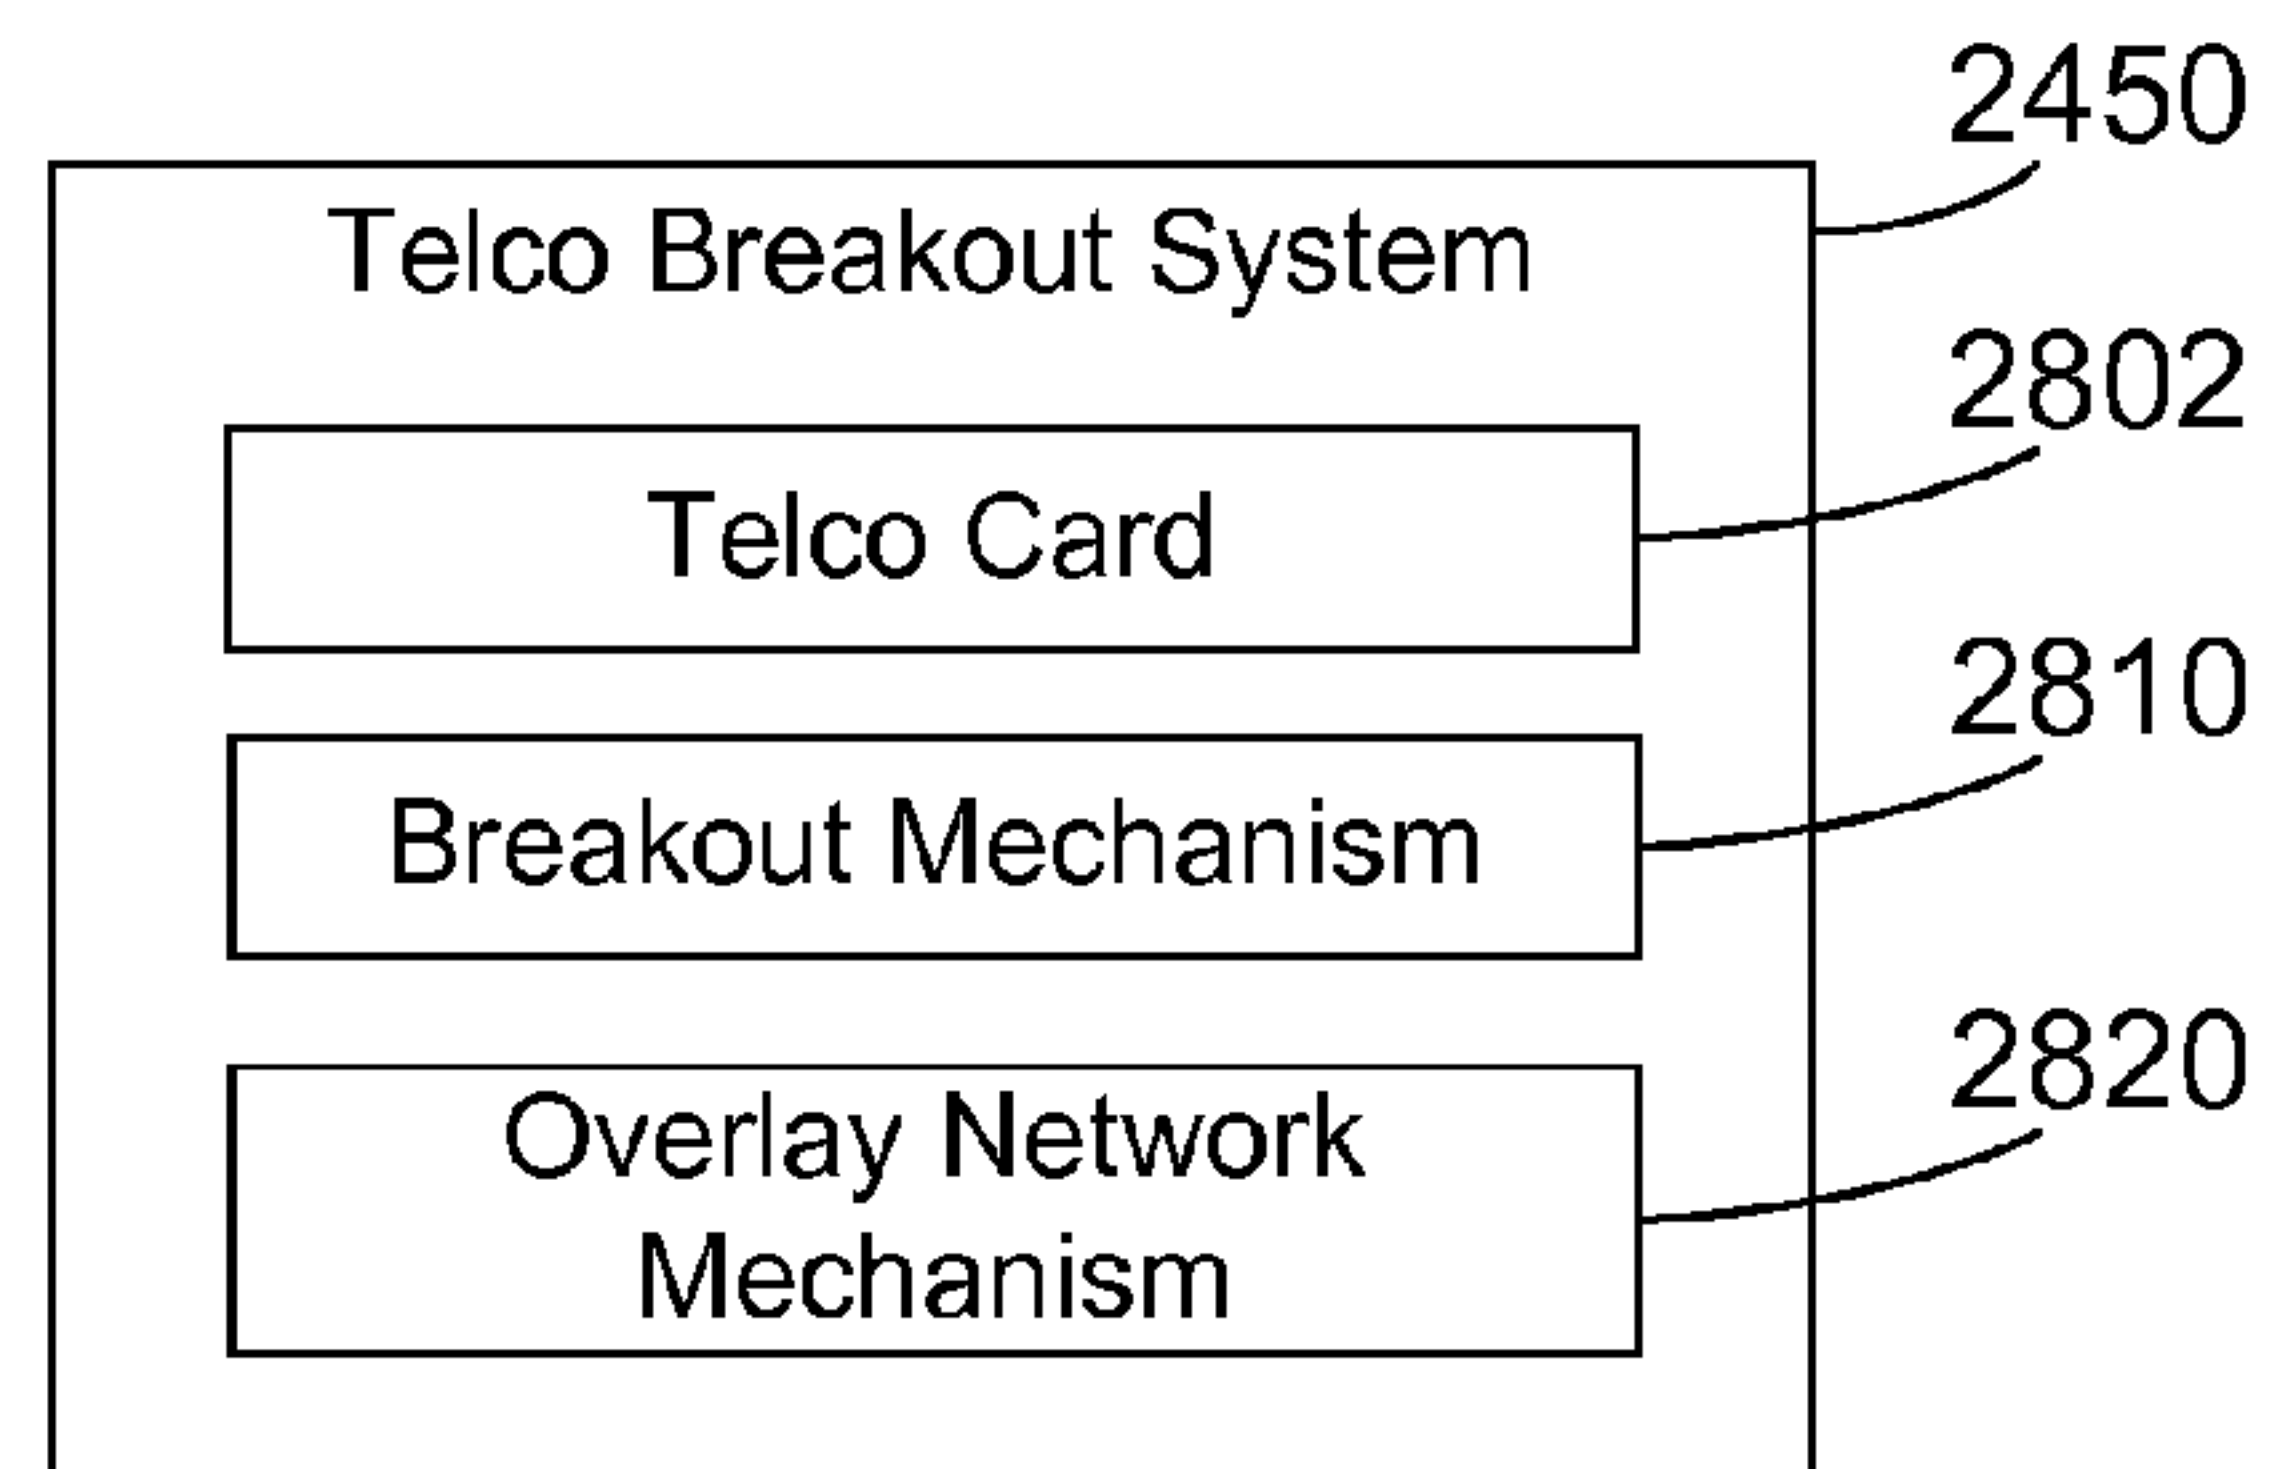 2450
Telco Breakout System
2802
Telco Card
2810
Breakout Mechanism
2820
Overlay Network
Mechanism